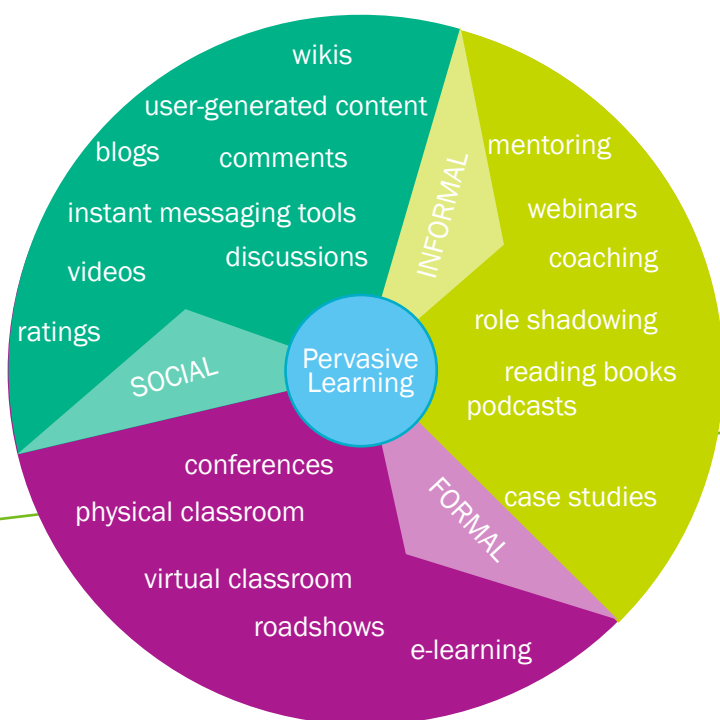 wikis
user-generated content
blogs
comments
instant messaging tools
discussions
videos
ratings
SOCIAL
INFORMAL
mentoring
webinars
coaching
role shadowing
reading books
podcasts
case studies
Pervasive
Learning
FORMAL
conferences
physical classroom
virtual classroom
roadshows
e-learning